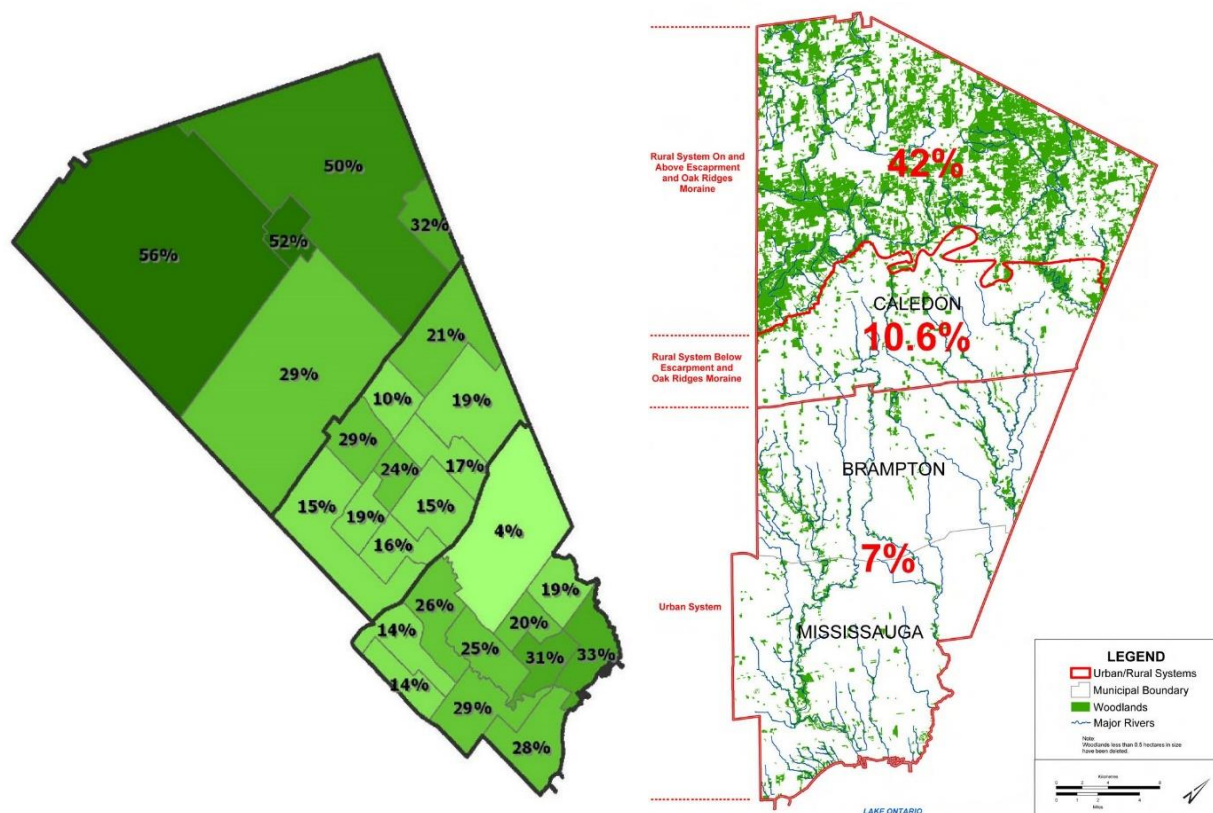 50%
32%
52%
56%
21%
29%
10%
19%
29%
17%
24%
15%
15%
19%
16%
4%
19%
26%
20%
14%
25%
31%
33%
14%
29%
28%
Rural System On and
Above Escarpment
and Oak Ridges
Moraine
42%
CALEDON
10.6%
Rural System Below
Escarpment and
Oak Ridges Moraine
BRAMPTON
7%
Urban System
MISSISSAUGA
LEGEND
Urban/Rural Systems
Municipal Boundary
Woodlands
Major Rivers
Note:
Woodlands less than 0.5 hectares in size
have been deleted.
Kilometres
Miles
LAKE ONTARIO